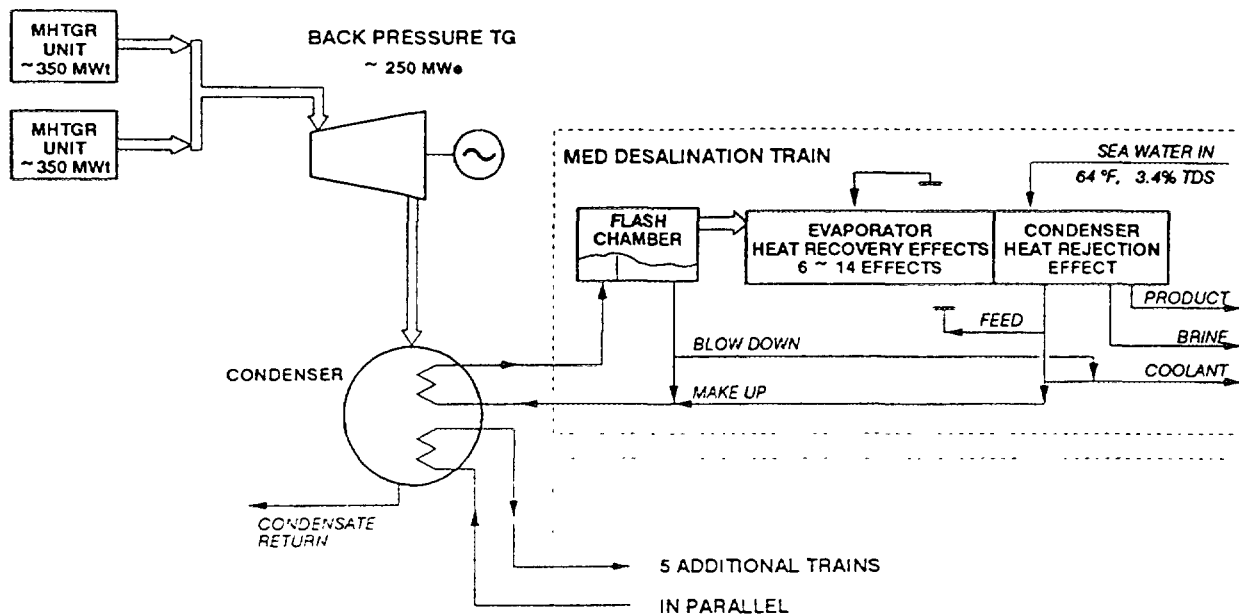 MHTGR
UNIT
~ 350 MWt
BACK PRESSURE TG
~ 250 MWe
MHTGR
UNIT
~ 350 MWt
MED DESALINATION TRAIN
SEA WATER IN
64 °F, 3.4% TDS
FLASH
CHAMBER
EVAPORATOR
HEAT RECOVERY EFFECTS
6 ~ 14 EFFECTS
CONDENSER
HEAT REJECTION
EFFECT
PRODUCT
FEED
BRINE
BLOW DOWN
COOLANT
CONDENSER
MAKE UP
CONDENSATE
RETURN
5 ADDITIONAL TRAINS
IN PARALLEL